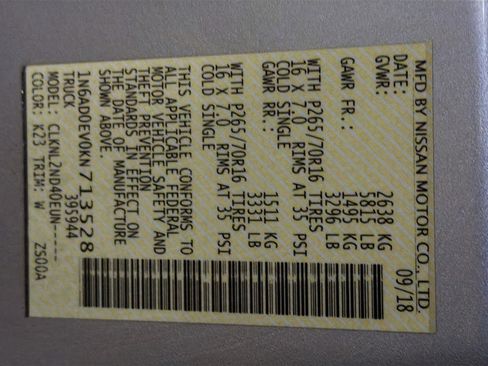 MFD BY NISSAN MOTOR CO., LTD.
DATE: 09/18
GVWR: 2638 KG
5815 LB
GAWR FR.: 1495 KG
3296 LB
WITH P265/70R16 TIRES
16 X 7.0 RIMS AT 35 PSI
COLD SINGLE
GAWR RR.: 1511 KG
3331 LB
WITH P265/70R16 TIRES
16 X 7.0 RIMS AT 35 PSI
COLD SINGLE
THIS VEHICLE CONFORMS TO
ALL APPLICABLE FEDERAL
MOTOR VEHICLE SAFETY AND
THEFT PREVENTION
STANDARDS IN EFFECT ON
THE DATE OF MANUFACTURE
SHOWN ABOVE.
1N6AD0EV0KN713528
TRUCK 395944
MODEL: CLKNL2ND40EUN-----
COLOR: K23 TRIM: W ZS00A